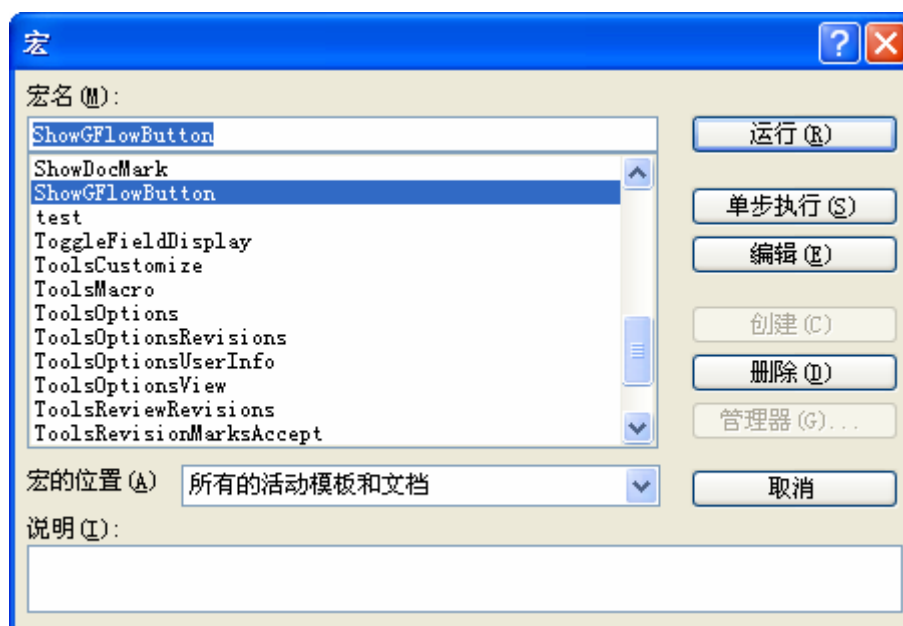 宏
宏名(M):
ShowGFlowButton
运行(R)
ShowDocMark
ShowGFlowButton
test
ToggleFieldDisplay
ToolsCustomize
ToolsMacro
ToolsOptions
ToolsOptionsRevisions
ToolsOptionsUserInfo
ToolsOptionsView
ToolsReviewRevisions
ToolsRevisionMarksAccept
单步执行(S)
编辑(E)
创建(C)
删除(D)
管理器(G)...
宏的位置(A)
所有的活动模板和文档
取消
说明(I):